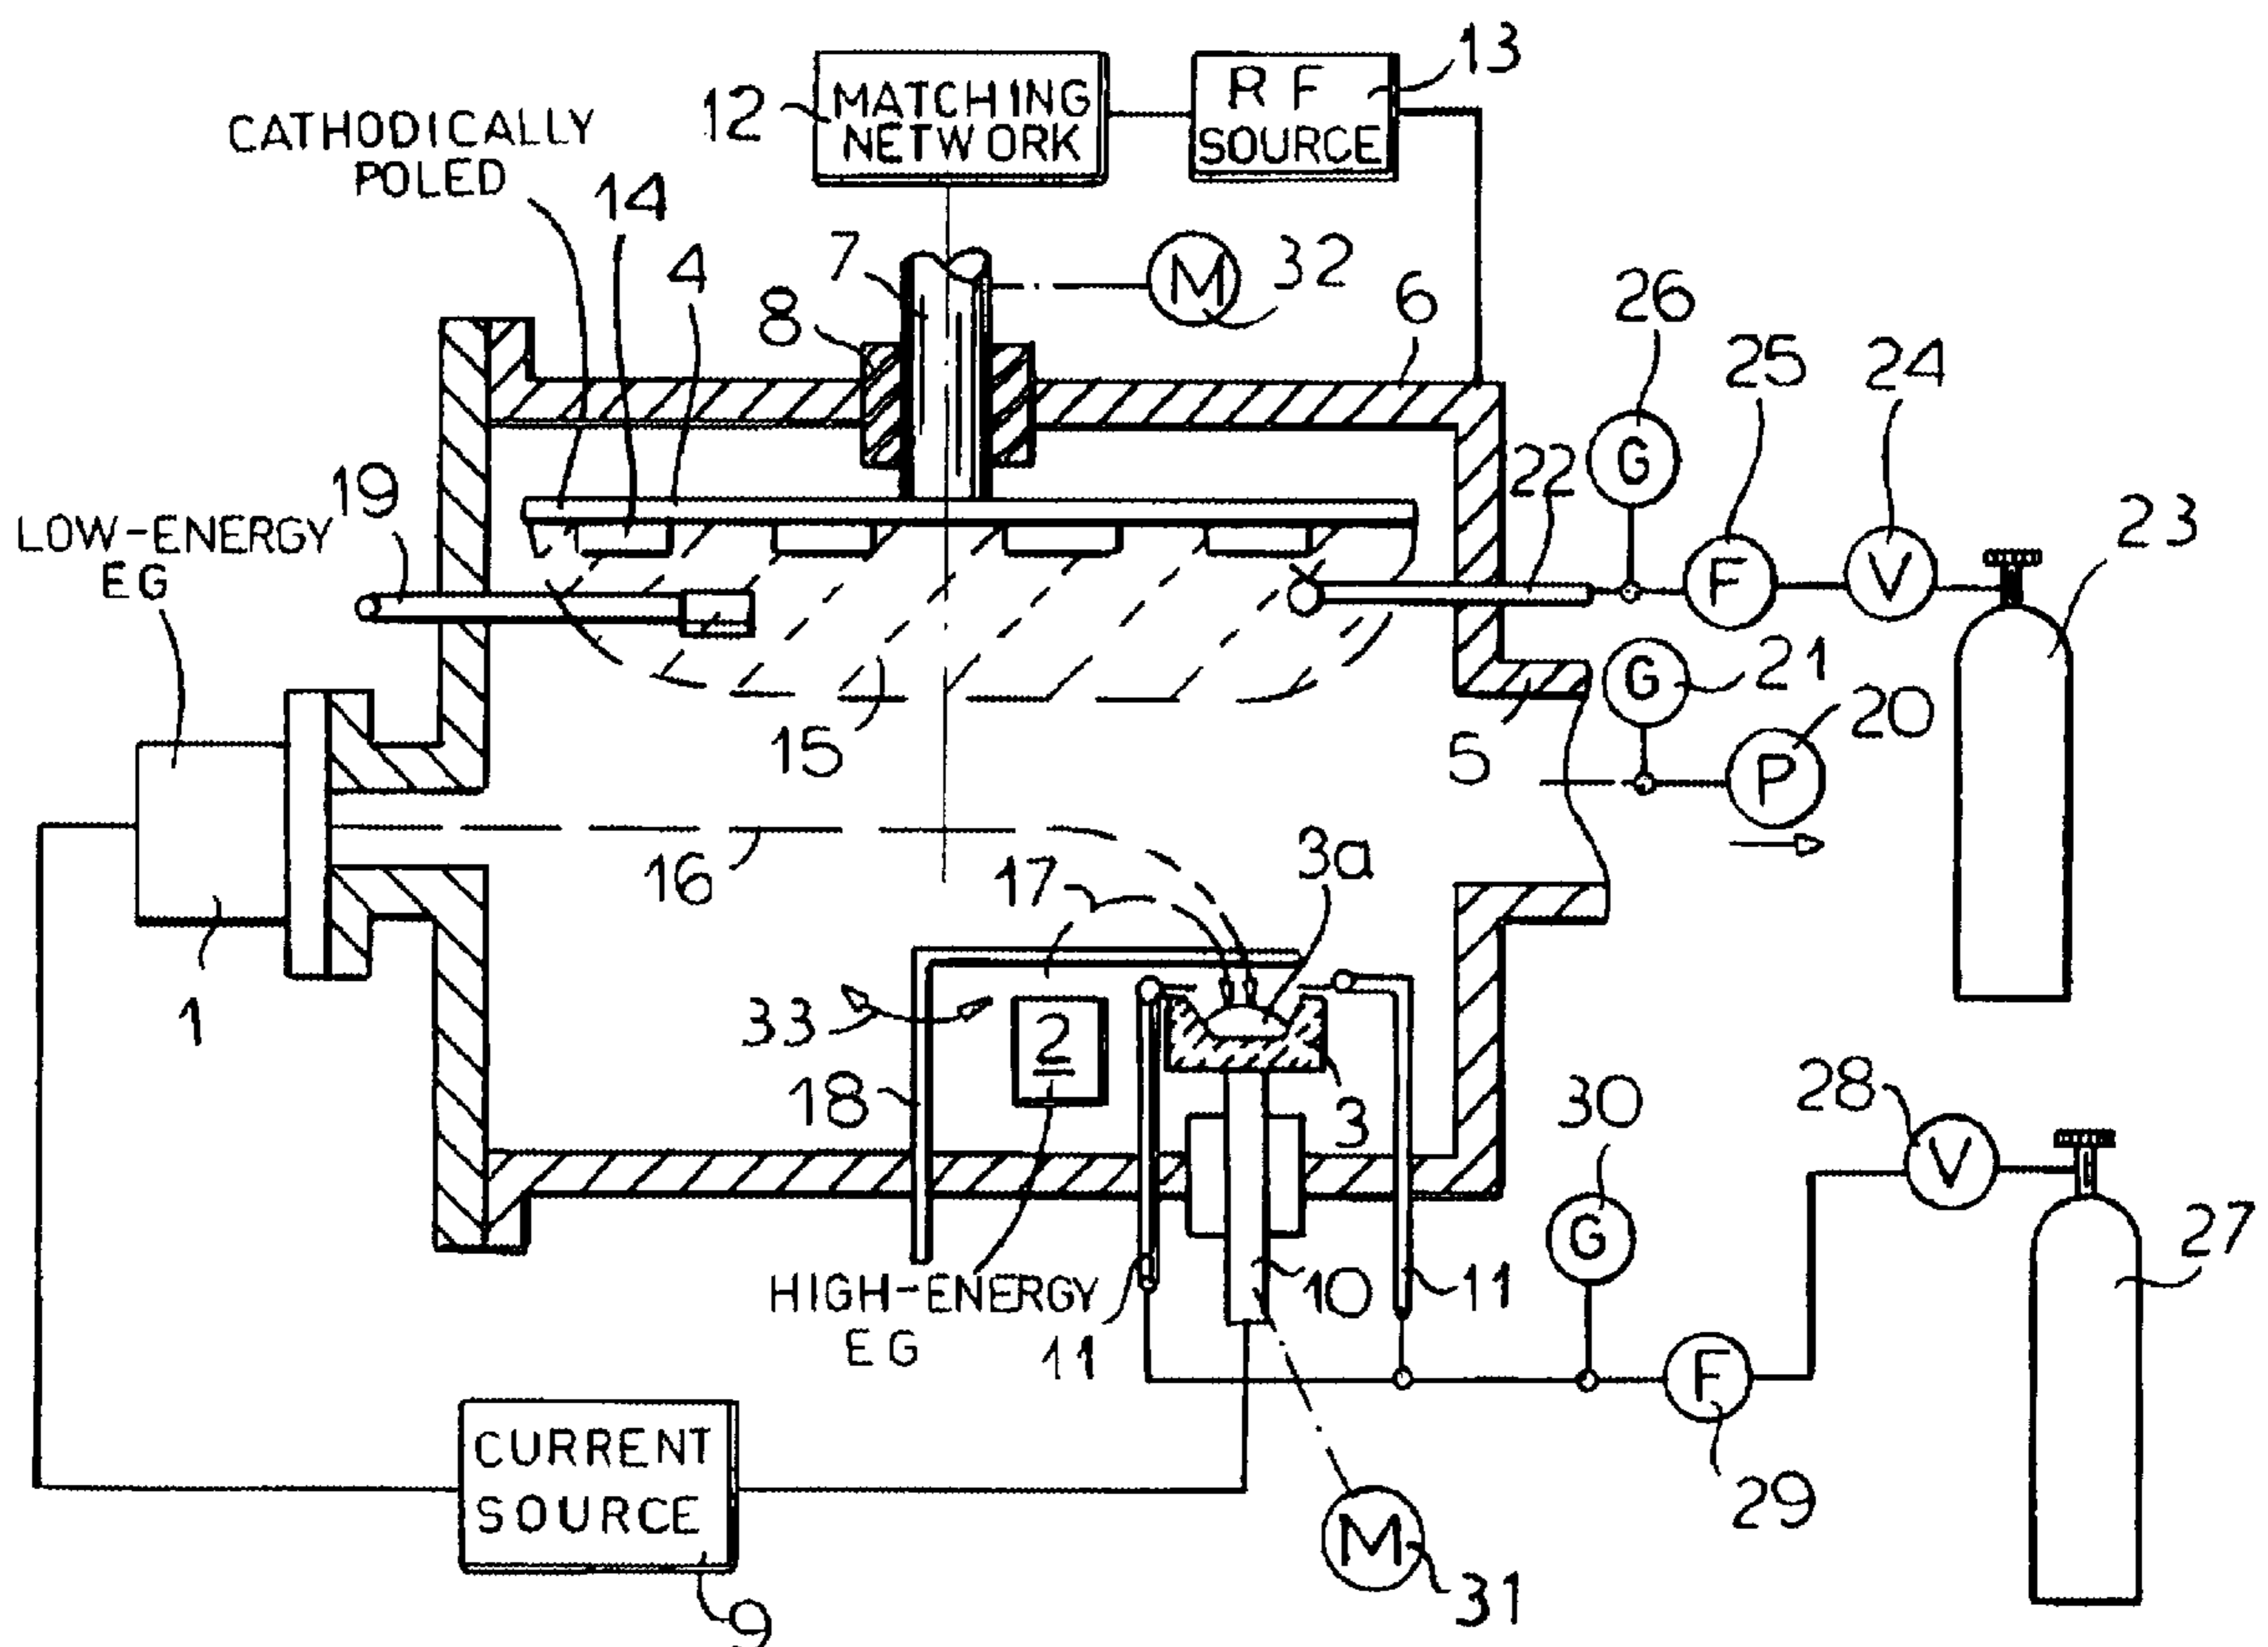 13
12
MATCHING
NETWORK
R F
SOURCE
CATHODICALLY
POLED
14
4
7
8
M
32
6
26
25
24
G
22
23
19
LOW-ENERGY
EG
F
V
G
21
20
P
5
15
16
17
3a
1
33
2
18
3
30
28
V
G
27
HIGH-ENERGY
EG
11
10
11
F
29
CURRENT
SOURCE
9
M
31